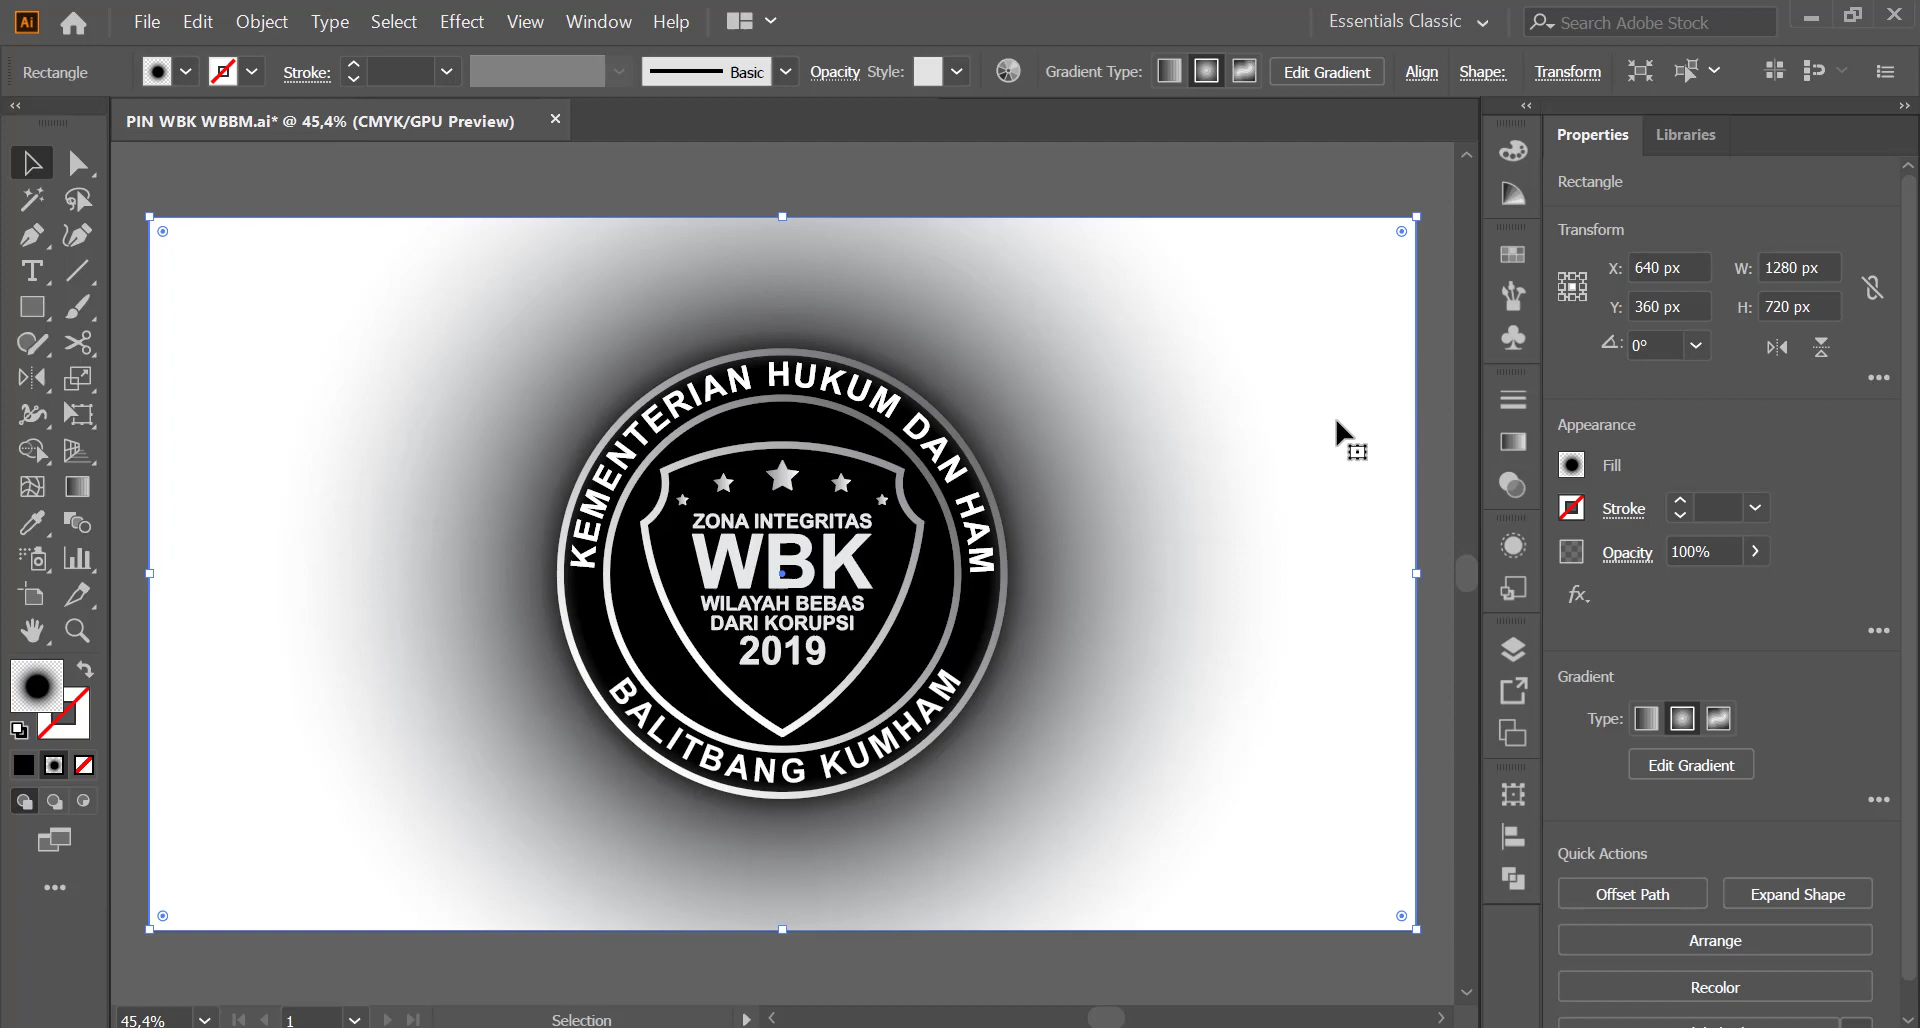 Ai File Edit Object Type Select Effect View Window Help Essentials Classic Search Adobe Stock
Rectangle Stroke: Basic Opacity Style: Gradient Type: Edit Gradient Align Shape: Transform
PIN WBK WBBM.ai* @ 45,4% (CMYK/GPU Preview)
KEMENTERIAN HUKUM DAN HAM
ZONA INTEGRITAS
WBK
WILAYAH BEBAS
DARI KORUPSI
2019
BALITBANG KUMHAM
Properties Libraries
Rectangle
Transform
X: 640 px W: 1280 px
Y: 360 px H: 720 px
0°
Appearance
Fill
Stroke
Opacity 100%
fx.
Gradient
Type:
Edit Gradient
Quick Actions
Offset Path Expand Shape
Arrange
Recolor
45,4% 1 Selection